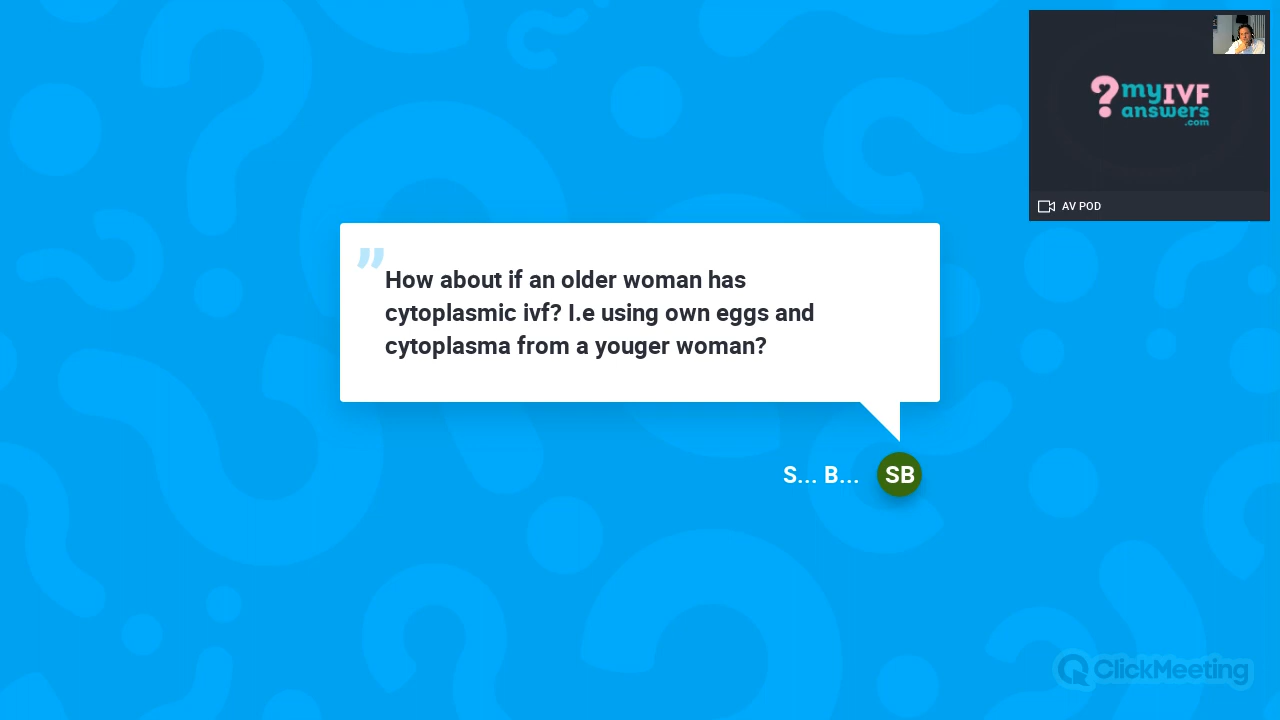 myIVF
answers
.com
AV POD
How about if an older woman has
cytoplasmic ivf? I.e using own eggs and
cytoplasma from a youger woman?
S... B... SB
ClickMeeting